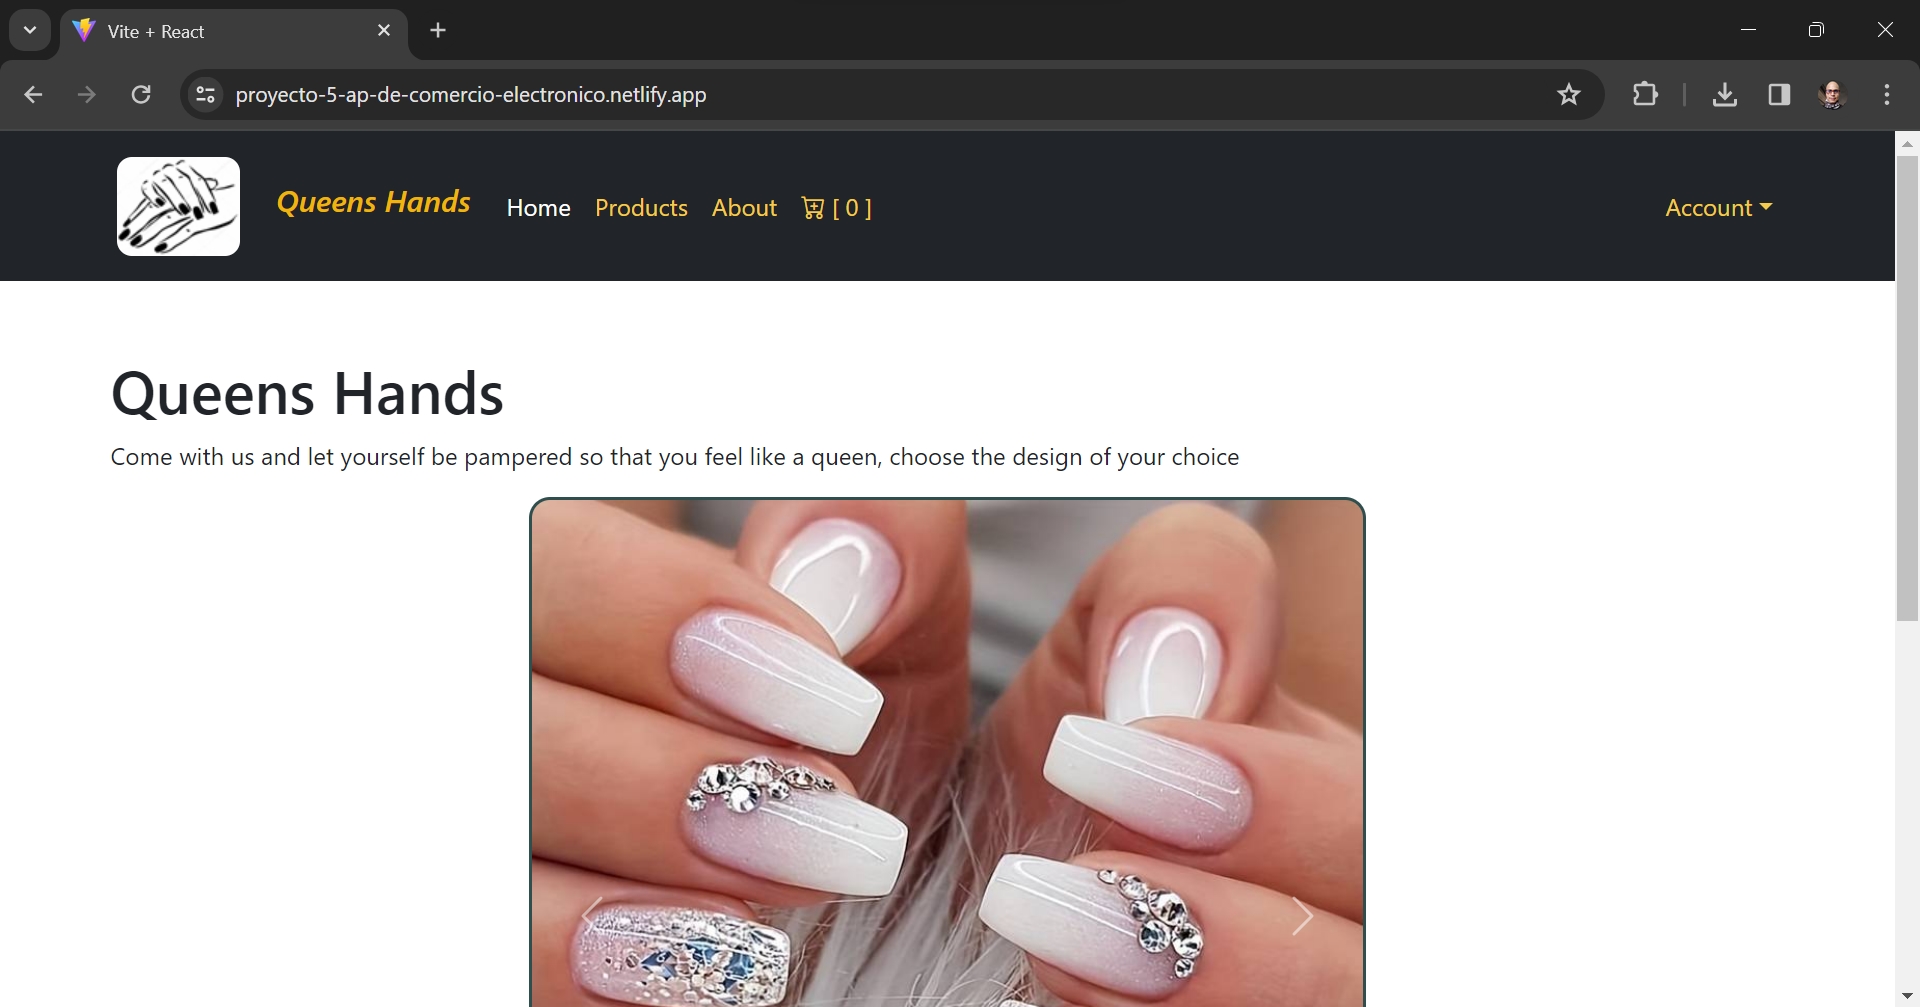 Vite + React
proyecto-5-ap-de-comercio-electronico.netlify.app
Queens Hands Home Products About [ 0 ] Account
Queens Hands
Come with us and let yourself be pampered so that you feel like a queen, choose the design of your choice